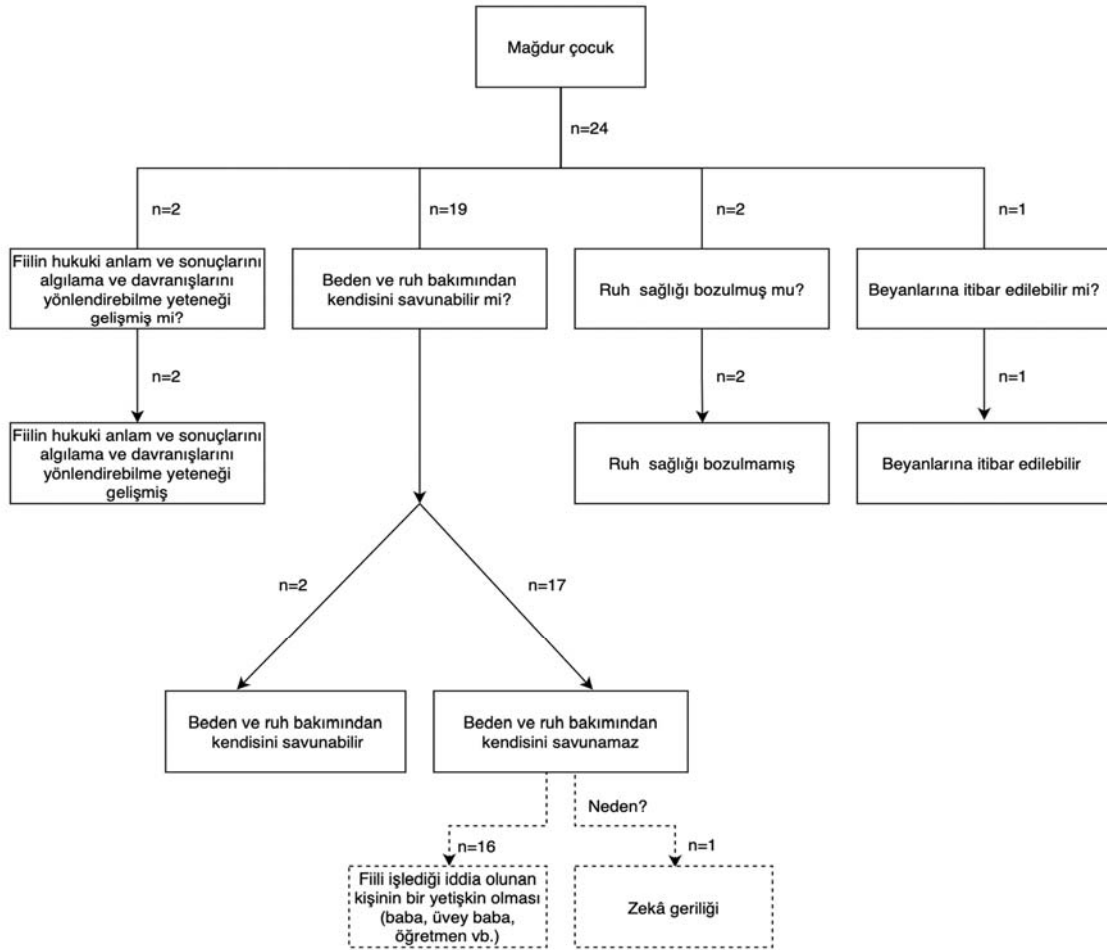 Mağdur çocuk
n=24
n=2
n=19
n=2
n=1
Fiilin hukuki anlam ve sonuçlarını
algılama ve davranışlarını
yönlendirebilme yeteneği
gelişmiş mi?
Beden ve ruh bakımından
kendisini savunabilir mi?
Ruh sağlığı bozulmuş mu?
Beyanlarına itibar edilebilir mi?
n=2
n=2
n=1
Fiilin hukuki anlam ve sonuçlarını
algılama ve davranışlarını
yönlendirebilme yeteneği
gelişmiş
Ruh sağlığı bozulmamış
Beyanlarına itibar edilebilir
n=2
n=17
Beden ve ruh bakımından
kendisini savunabilir
Beden ve ruh bakımından
kendisini savunamaz
Neden?
n=16
n=1
Fiili işlediği iddia olunan
kişinin bir yetişkin olması
(baba, üvey baba,
öğretmen vb.)
Zekâ geriliği